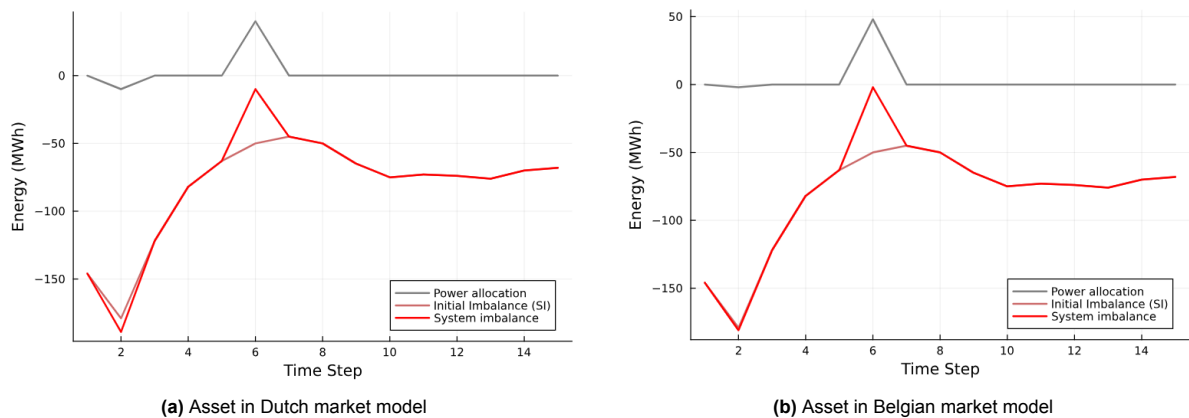 0
−50
−100
−150
Energy (MWh)
2
4
6
8
10
12
14
Time Step
Power allocation
Initial Imbalance (SI)
System imbalance
(a) Asset in Dutch market model
50
0
−50
−100
−150
Energy (MWh)
2
4
6
8
10
12
14
Time Step
Power allocation
Initial Imbalance (SI)
System imbalance
(b) Asset in Belgian market model